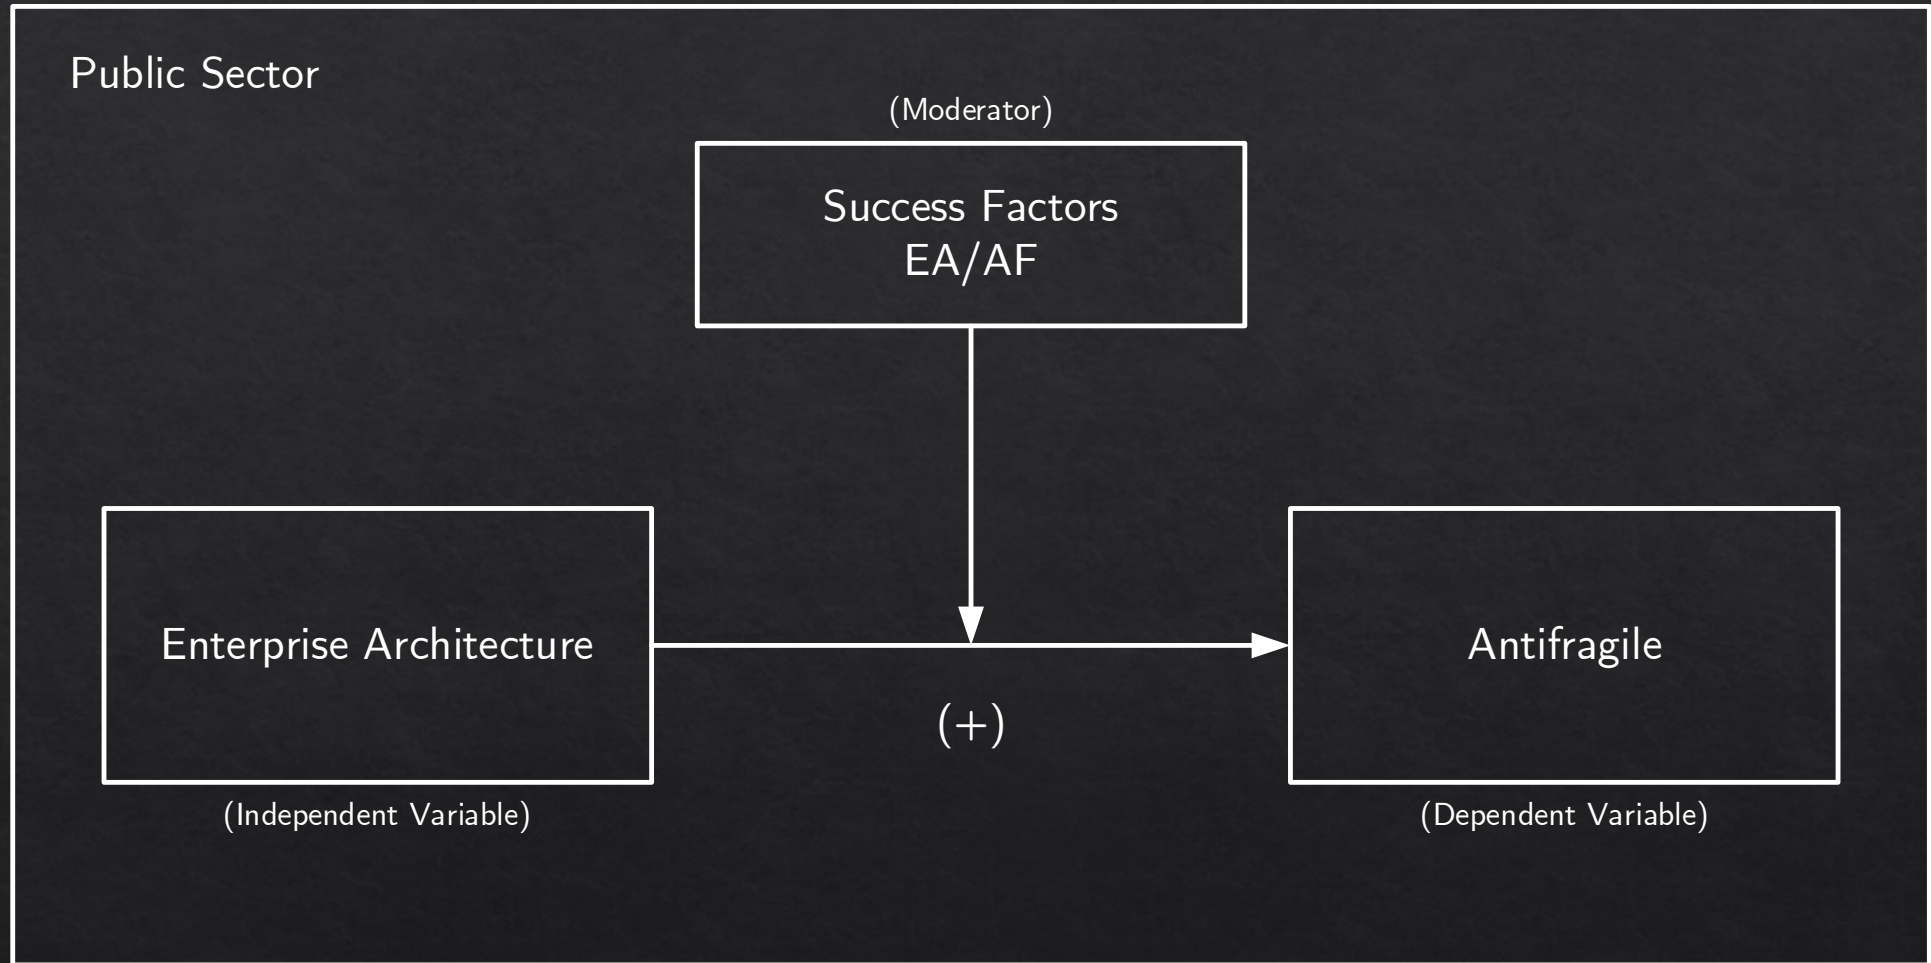 Public Sector
(Moderator)
Success Factors
EA/AF
Enterprise Architecture
Antifragile
(+)
(Independent Variable)
(Dependent Variable)